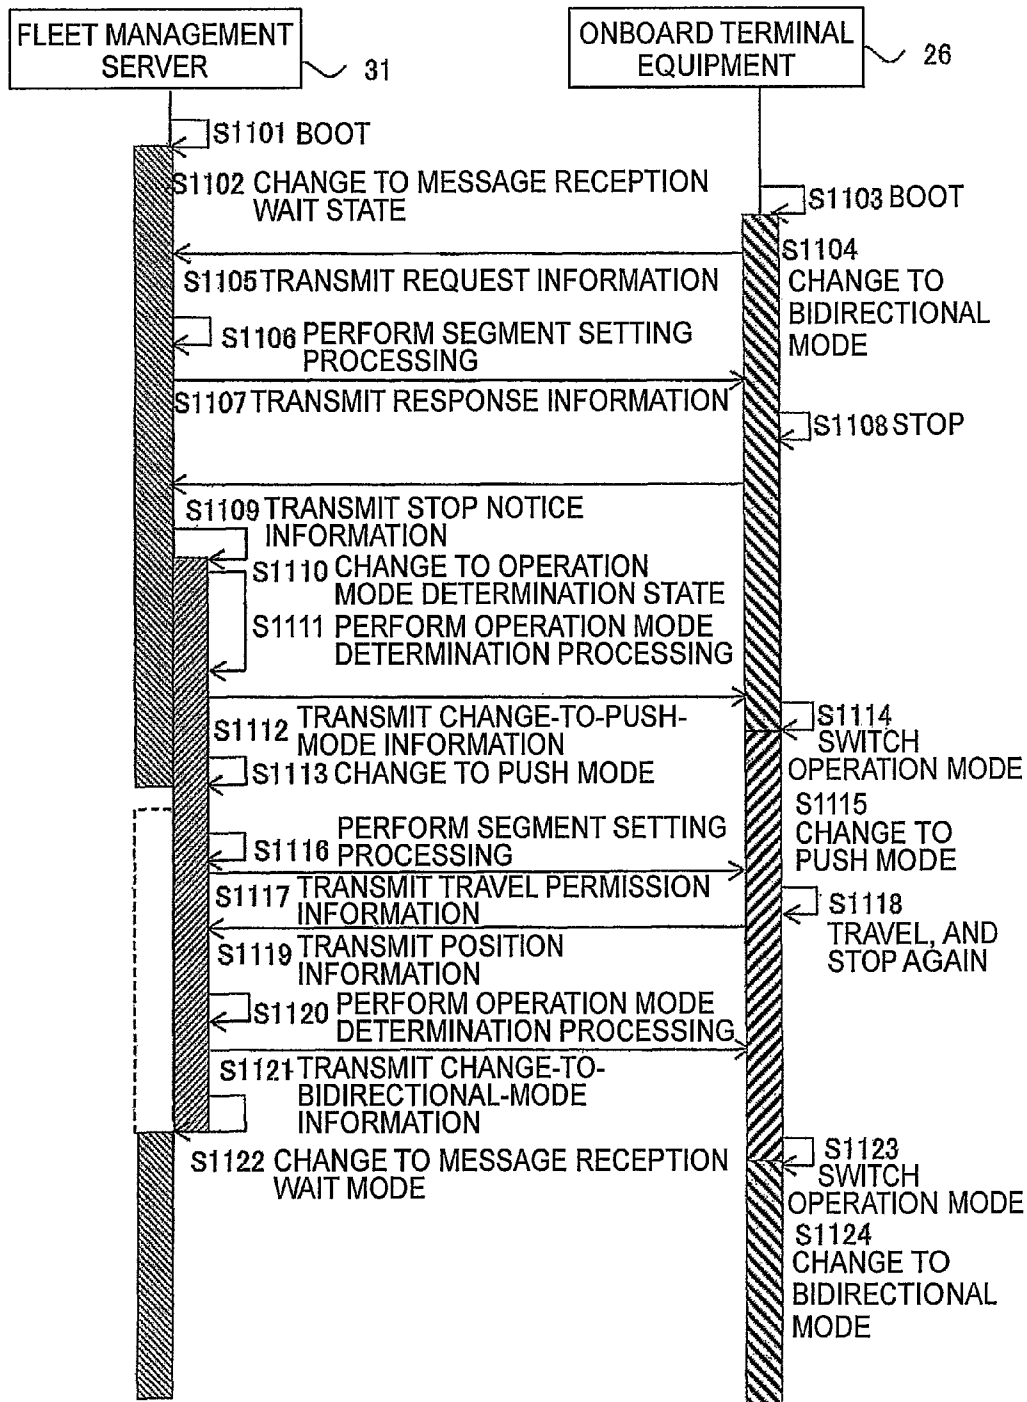 FLEET MANAGEMENT
SERVER
31
ONBOARD TERMINAL
EQUIPMENT
26
S1101 BOOT
S1102 CHANGE TO MESSAGE RECEPTION
WAIT STATE
S1103 BOOT
S1104
CHANGE TO
BIDIRECTIONAL
MODE
S1105 TRANSMIT REQUEST INFORMATION
S1106 PERFORM SEGMENT SETTING
PROCESSING
S1107 TRANSMIT RESPONSE INFORMATION
S1108 STOP
S1109 TRANSMIT STOP NOTICE
INFORMATION
S1110 CHANGE TO OPERATION
MODE DETERMINATION STATE
S1111 PERFORM OPERATION MODE
DETERMINATION PROCESSING
S1112 TRANSMIT CHANGE-TO-PUSH-
MODE INFORMATION
S1113 CHANGE TO PUSH MODE
S1114
SWITCH
OPERATION MODE
S1115
CHANGE TO
PUSH MODE
S1116 PERFORM SEGMENT SETTING
PROCESSING
S1117 TRANSMIT TRAVEL PERMISSION
INFORMATION
S1118
TRAVEL, AND
STOP AGAIN
S1119 TRANSMIT POSITION
INFORMATION
S1120 PERFORM OPERATION MODE
DETERMINATION PROCESSING
S1121 TRANSMIT CHANGE-TO-
BIDIRECTIONAL-MODE
INFORMATION
S1122 CHANGE TO MESSAGE RECEPTION
WAIT MODE
S1123
SWITCH
OPERATION MODE
S1124
CHANGE TO
BIDIRECTIONAL
MODE